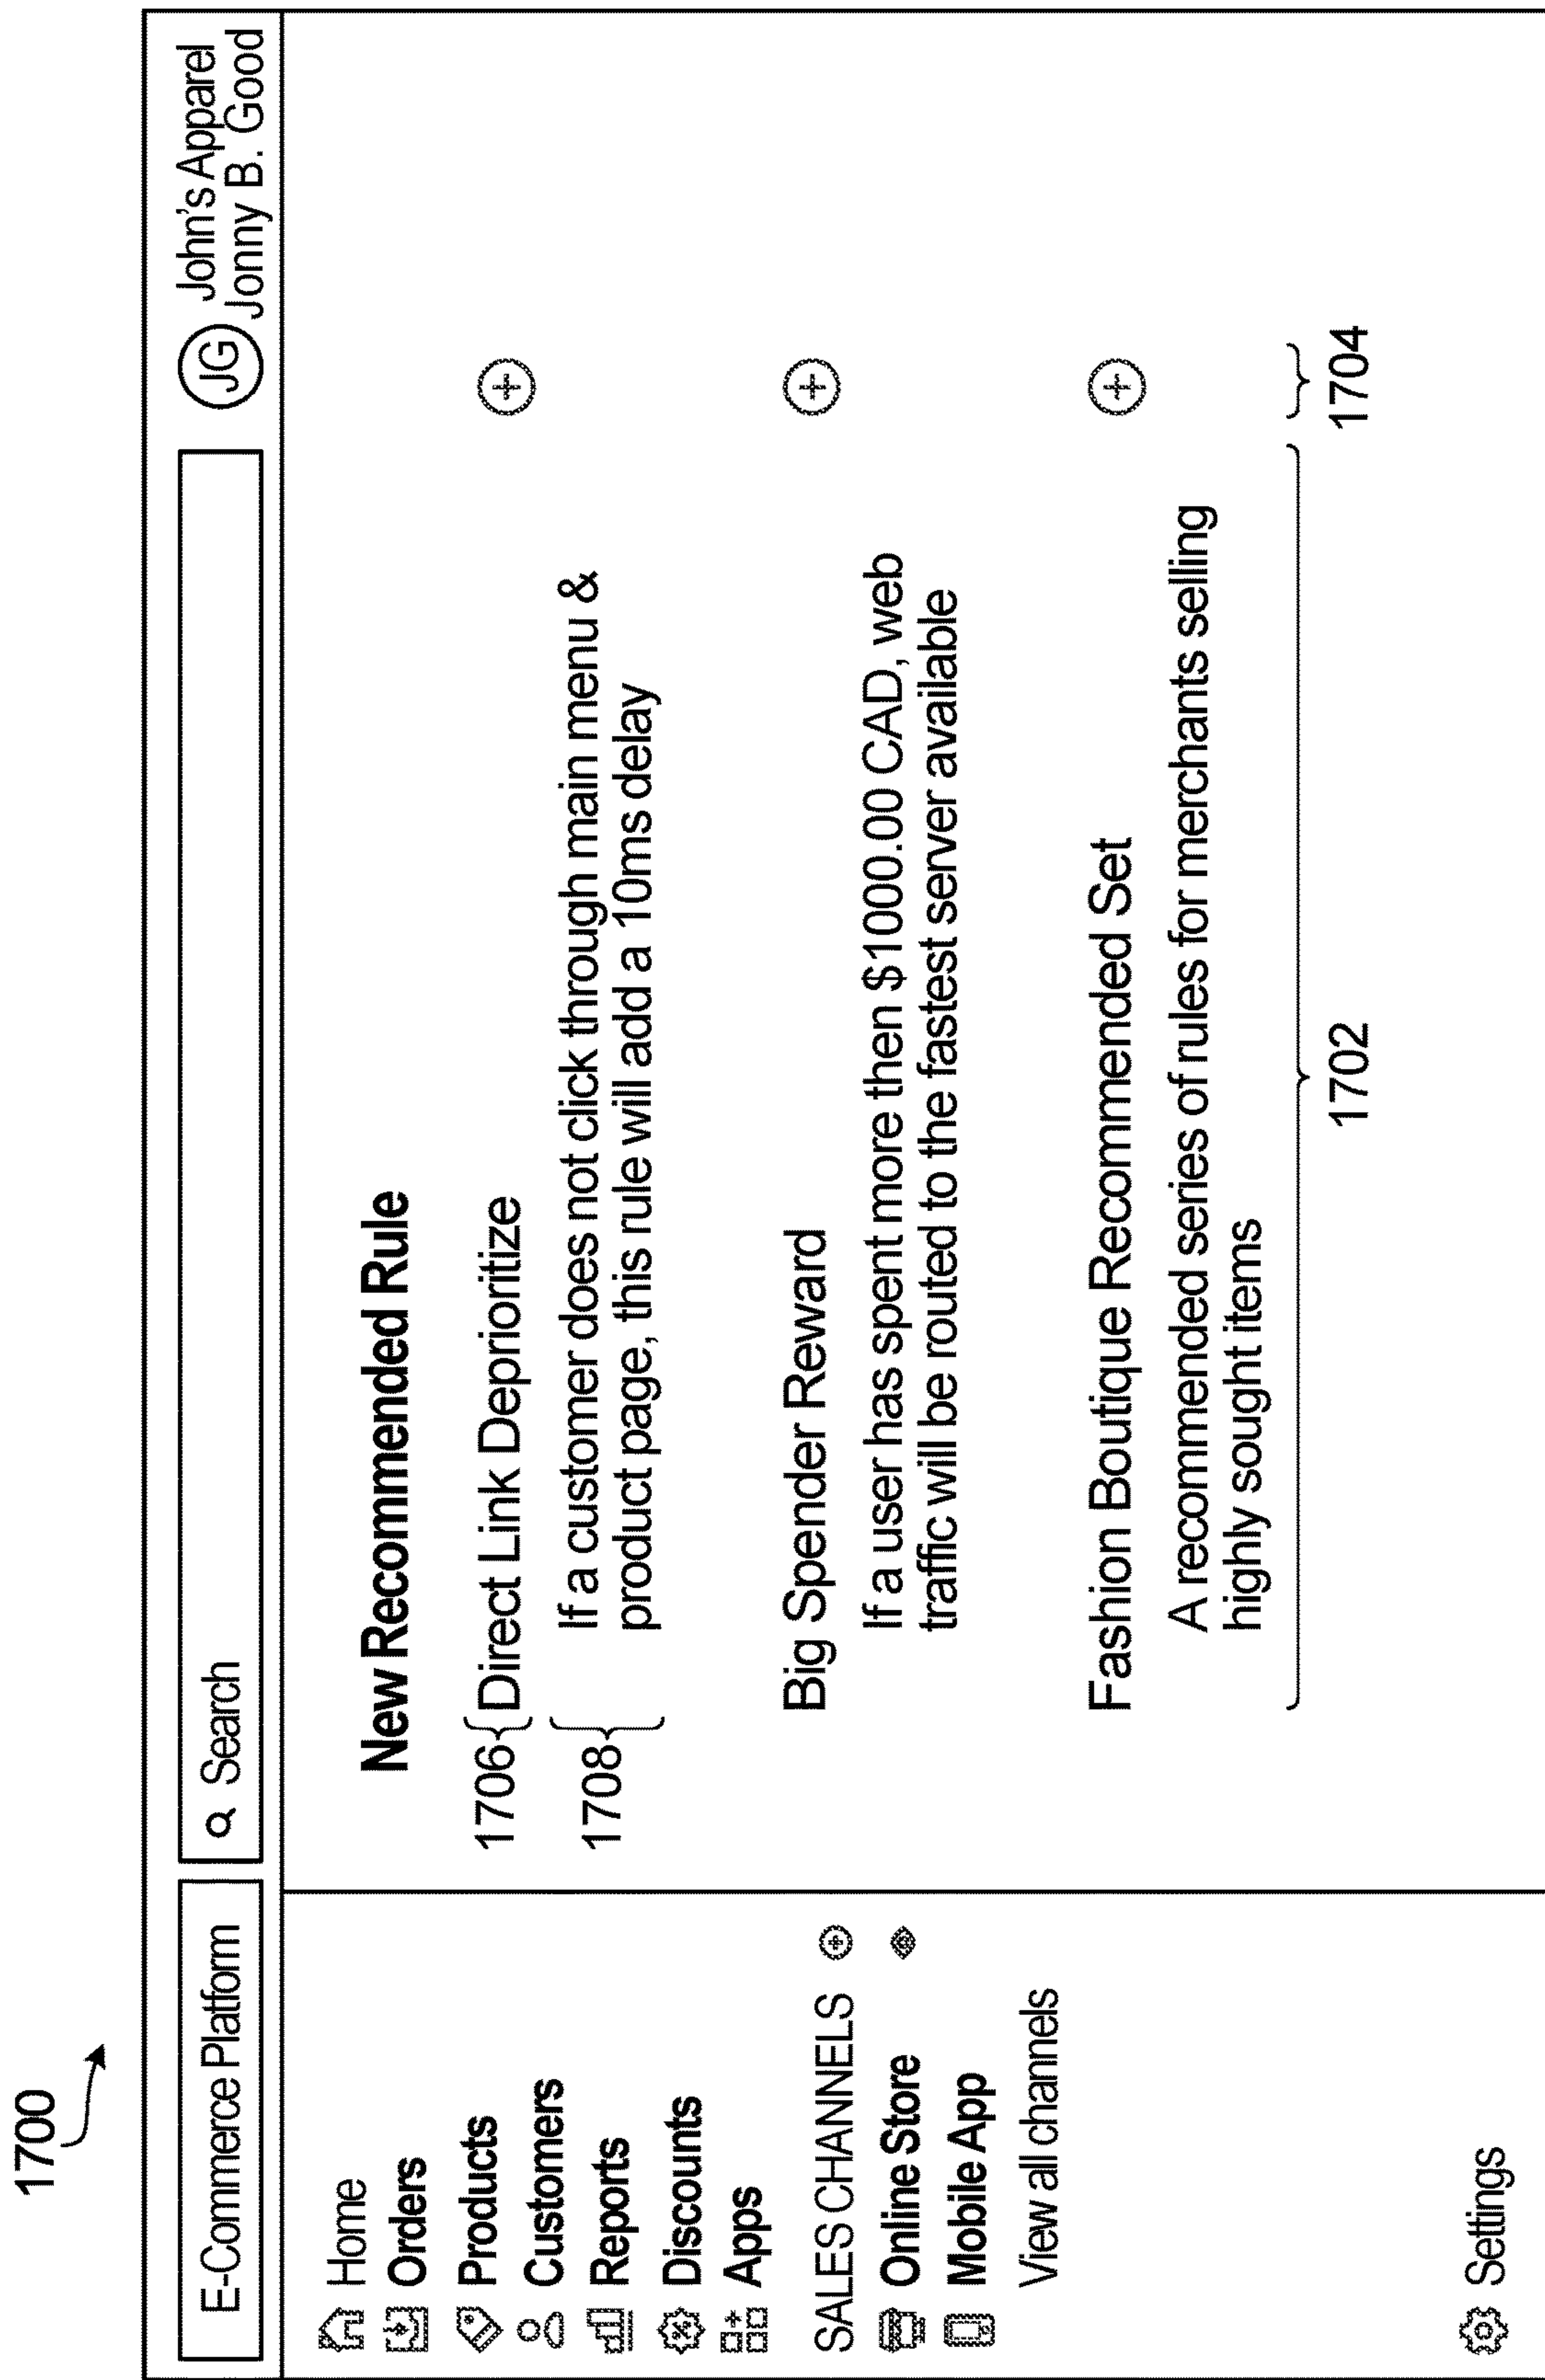 1700
E-Commerce Platform
Search
JG
John's Apparel
Jonny B. Good
Home
Orders
Products
Customers
Reports
Discounts
Apps
SALES CHANNELS
Online Store
Mobile App
View all channels
Settings
New Recommended Rule
1706
Direct Link Deprioritize
1708
If a customer does not click through main menu &
product page, this rule will add a 10ms delay
Big Spender Reward
If a user has spent more then $1000.00 CAD, web
traffic will be routed to the fastest server available
Fashion Boutique Recommended Set
A recommended series of rules for merchants selling
highly sought items
1702
1704